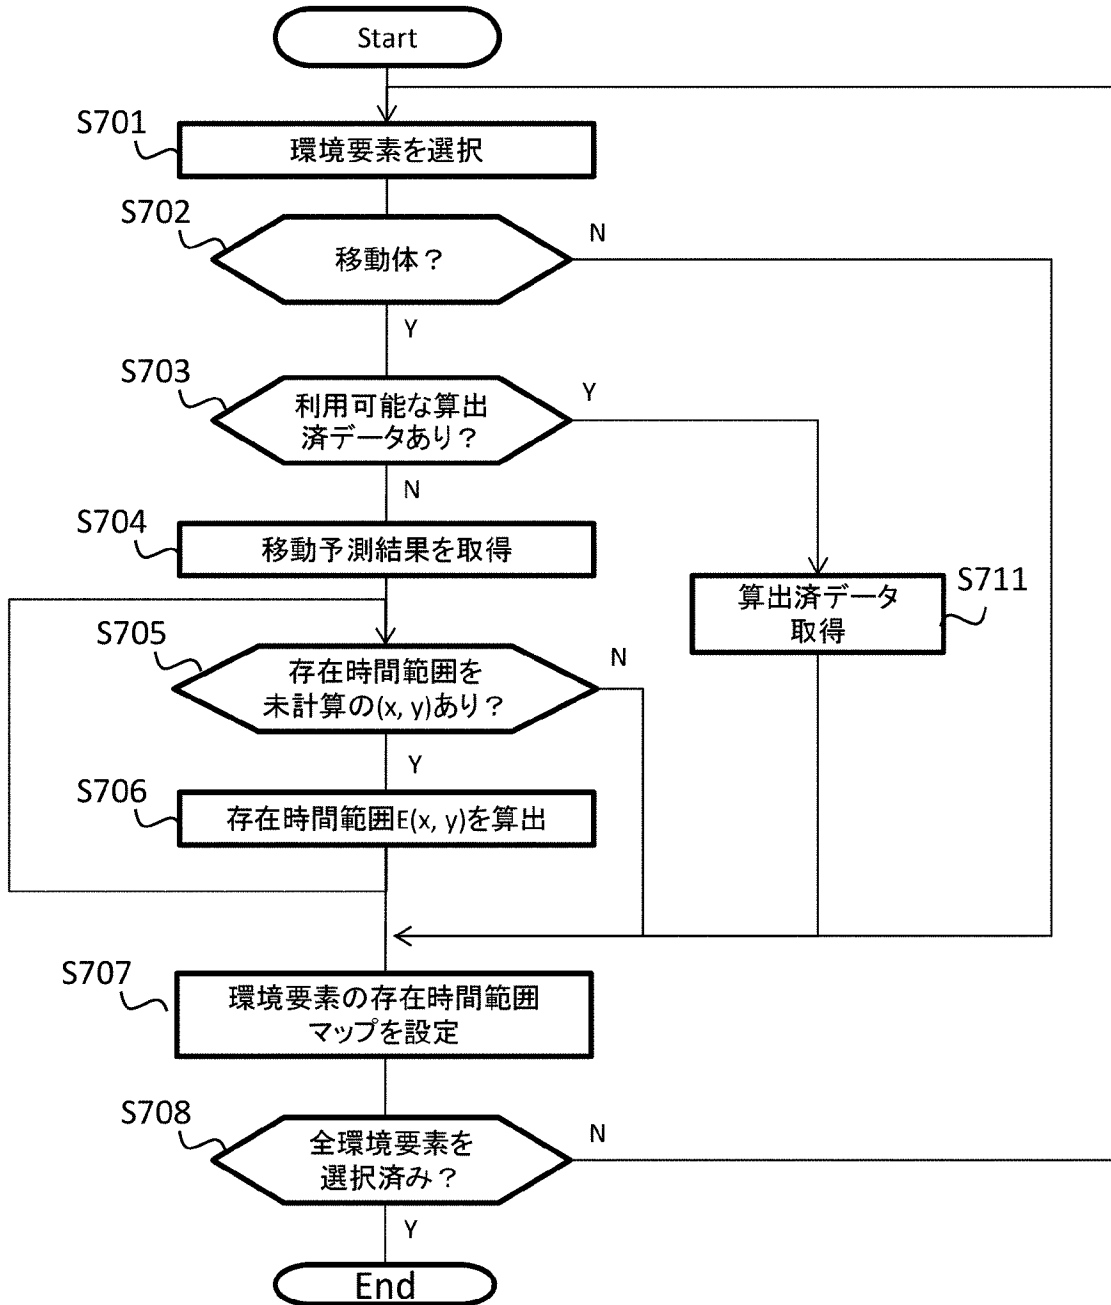 Start
S701
環境要素を選択
S702
移動体？
N
Y
S703
利用可能な算出
済データあり？
Y
N
S704
移動予測結果を取得
S711
算出済データ
取得
S705
存在時間範囲を
未計算の(x, y)あり？
N
Y
S706
存在時間範囲E(x, y)を算出
S707
環境要素の存在時間範囲
マップを設定
S708
全環境要素を
選択済み？
N
Y
End